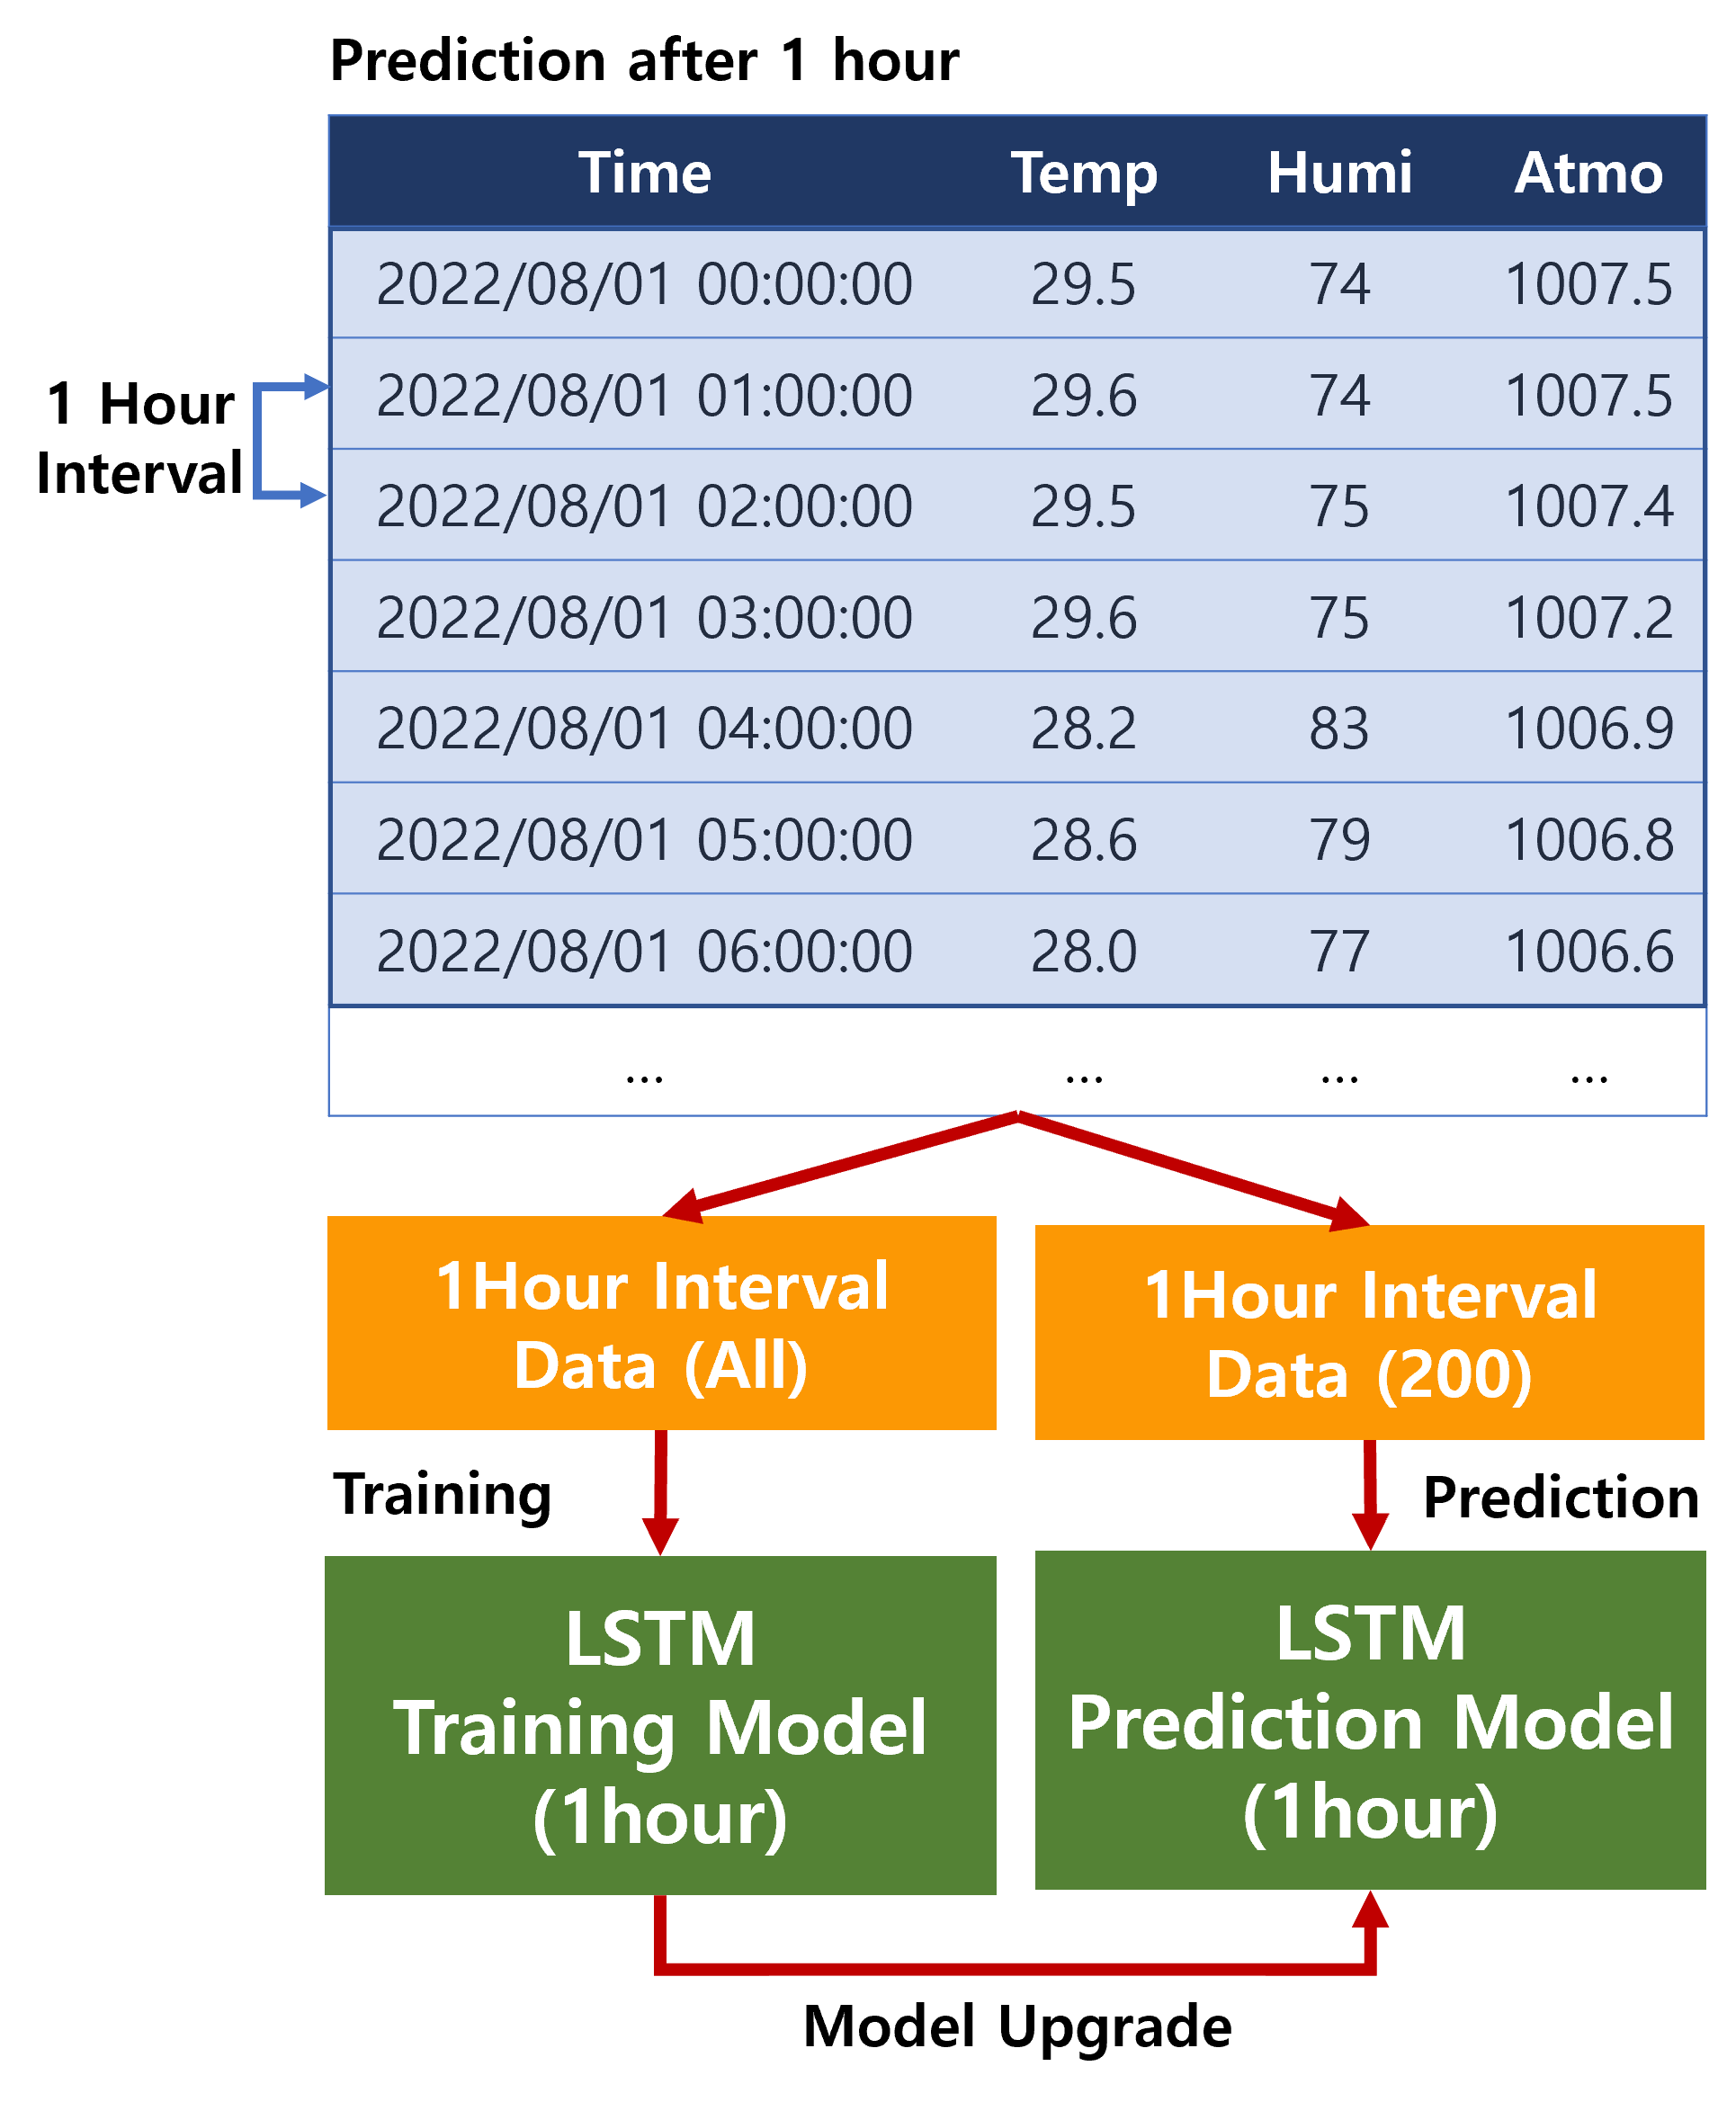 Prediction after 1 hour
Time Temp Humi Atmo
2022/08/01 00:00:00 29.5 74 1007.5
2022/08/01 01:00:00 29.6 74 1007.5
2022/08/01 02:00:00 29.5 75 1007.4
2022/08/01 03:00:00 29.6 75 1007.2
2022/08/01 04:00:00 28.2 83 1006.9
2022/08/01 05:00:00 28.6 79 1006.8
2022/08/01 06:00:00 28.0 77 1006.6
... ... ... ...
1 Hour
Interval
1Hour Interval
Data (All)
1Hour Interval
Data (200)
Training
Prediction
LSTM
Training Model
(1hour)
LSTM
Prediction Model
(1hour)
Model Upgrade